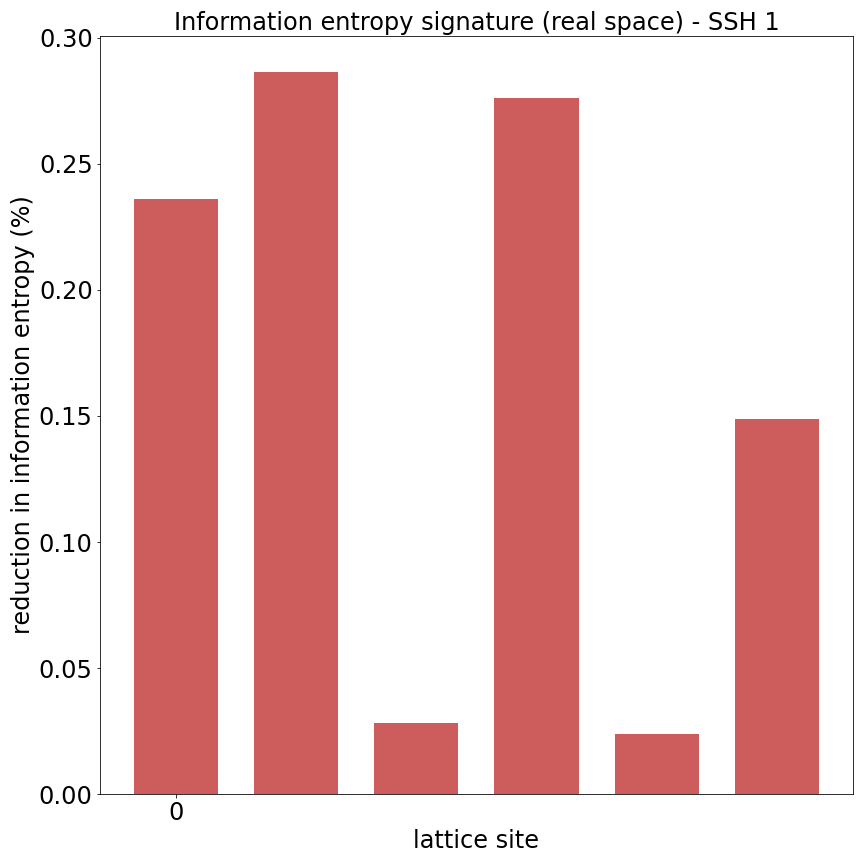 Information entropy signature (real space) - SSH 1
reduction in information entropy (%)
0.30
0.25
0.20
0.15
0.10
0.05
0.00
0
lattice site